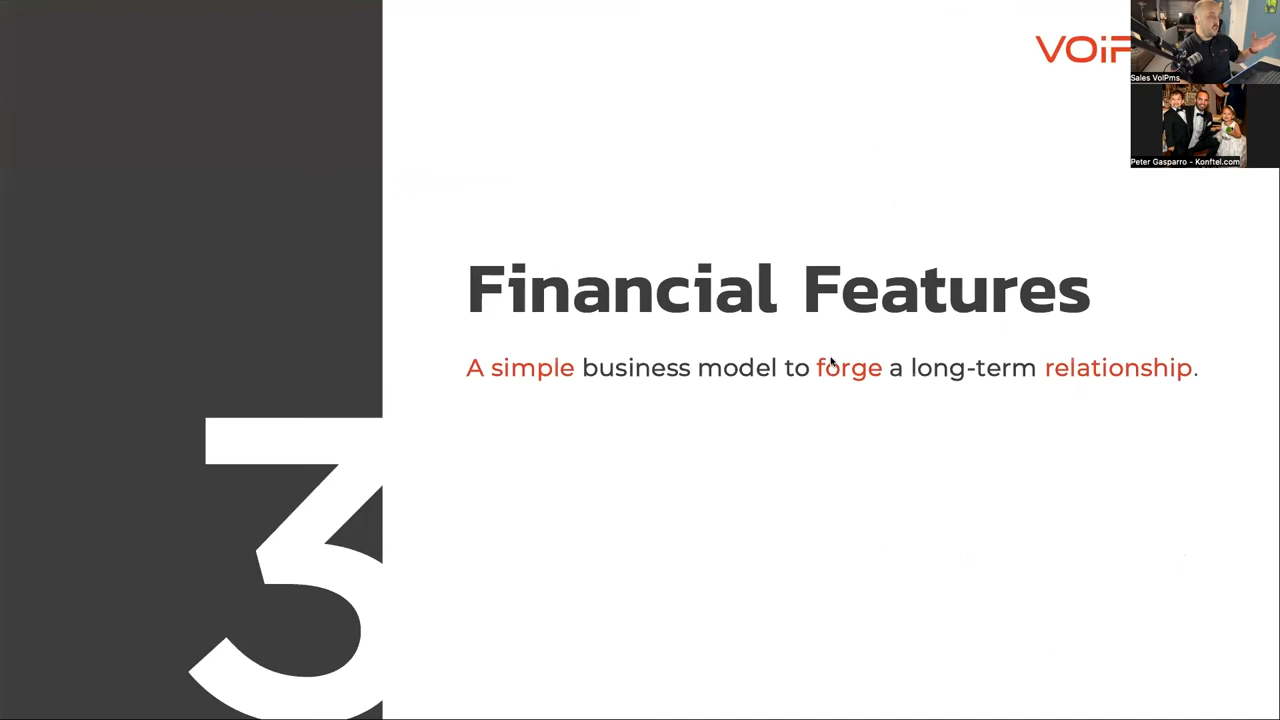 VOiP
Sales VoIPms
Peter Gasparro - Konftel.com
Financial Features
A simple business model to forge a long-term relationship.
3